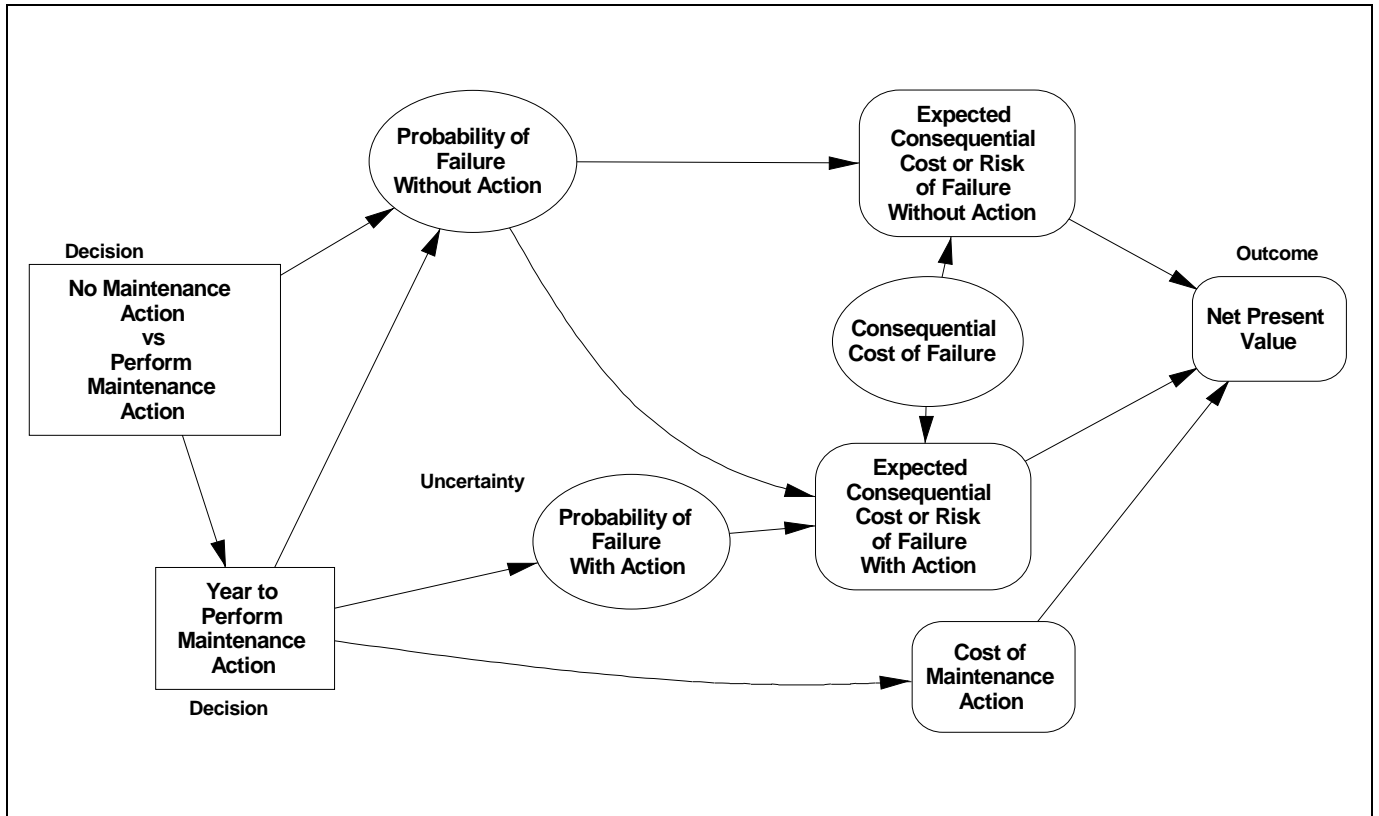 Probability of
Failure
Without Action
Expected
Consequential
Cost or Risk
of Failure
Without Action
Decision
No Maintenance
Action
vs
Perform
Maintenance
Action
Outcome
Net Present
Value
Consequential
Cost of Failure
Uncertainty
Probability of
Failure
With Action
Expected
Consequential
Cost or Risk
of Failure
With Action
Year to
Perform
Maintenance
Action
Decision
Cost of
Maintenance
Action